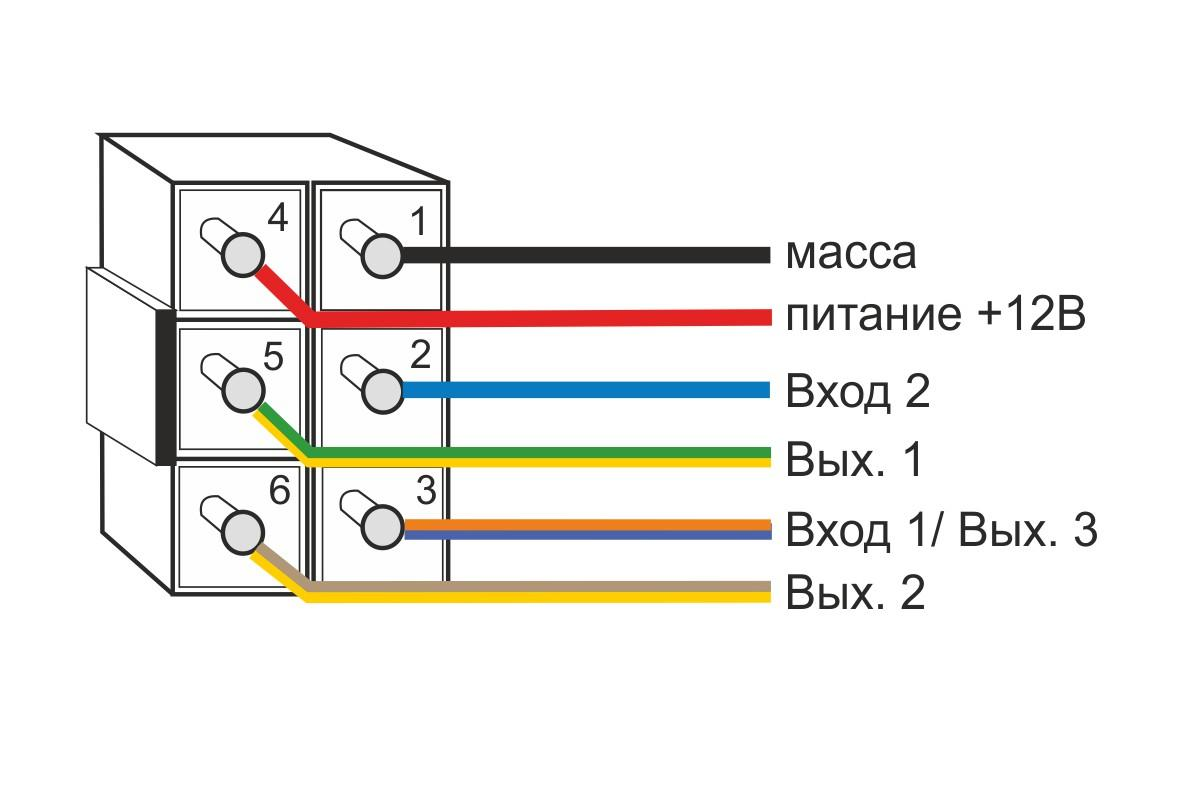 4
1
масса
питание +12В
5
2
Вход 2
Вых. 1
6
3
Вход 1/ Вых. 3
Вых. 2